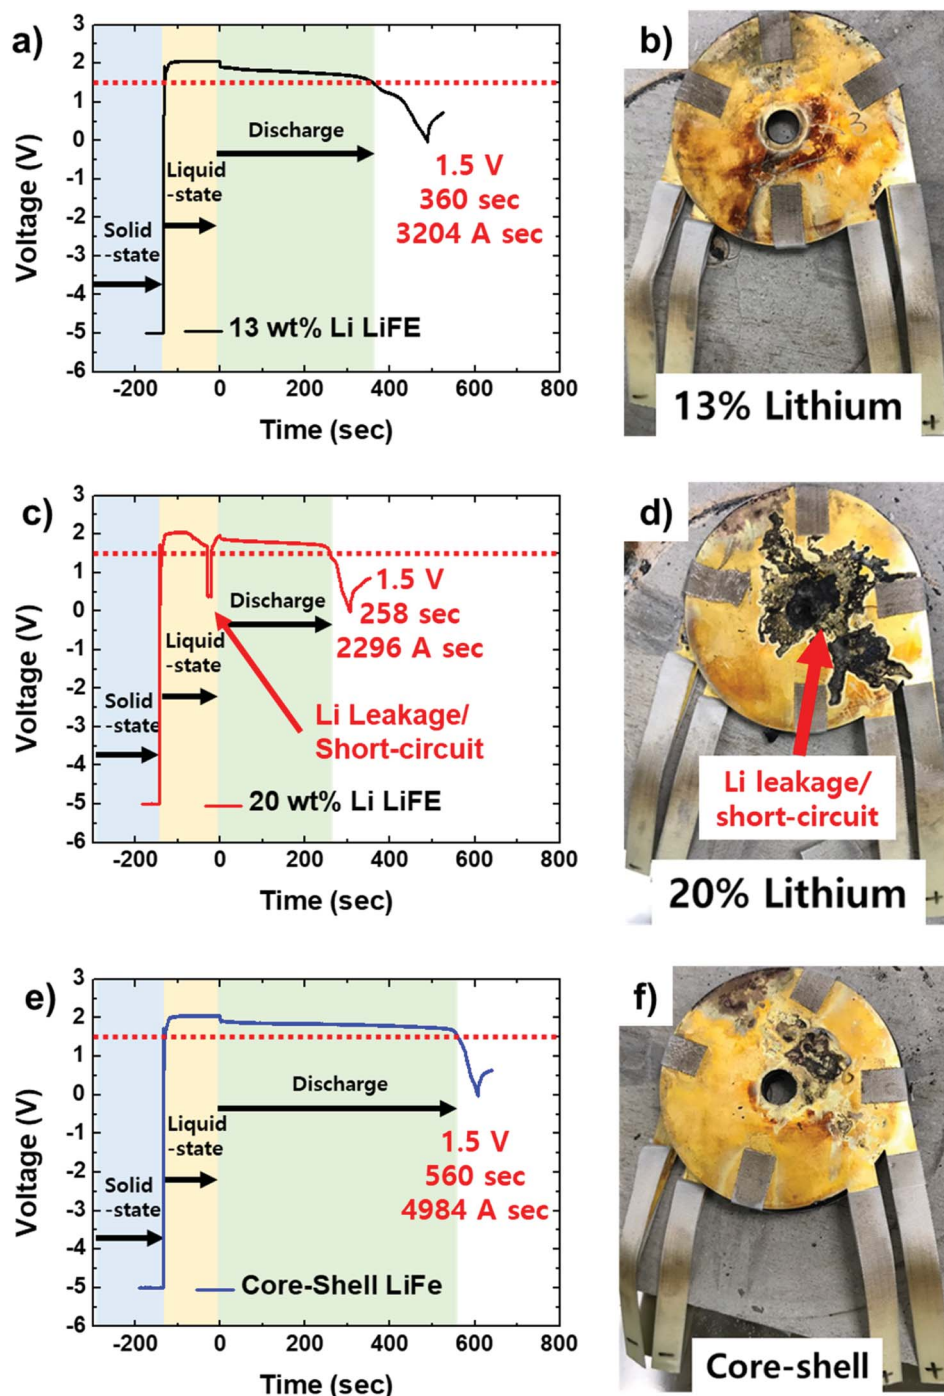 a)
3
2
1
0
-1
-2
-3
-4
-5
-6
Voltage (V)
Solid
-state
Liquid
-state
Discharge
1.5 V
360 sec
3204 A sec
13 wt% Li LiFE
-200
0
200
400
600
800
Time (sec)
b)
3
13% Lithium
-
+
c)
3
2
1
0
-1
-2
-3
-4
-5
-6
Voltage (V)
Solid
-state
Liquid
-state
Discharge
1.5 V
258 sec
2296 A sec
Li Leakage/
Short-circuit
20 wt% Li LiFE
-200
0
200
400
600
800
Time (sec)
d)
Li leakage/
short-circuit
20% Lithium
-
+
e)
3
2
1
0
-1
-2
-3
-4
-5
-6
Voltage (V)
Solid
-state
Liquid
-state
Discharge
1.5 V
560 sec
4984 A sec
Core-Shell LiFe
-200
0
200
400
600
800
Time (sec)
f)
Core-shell
-
+ +